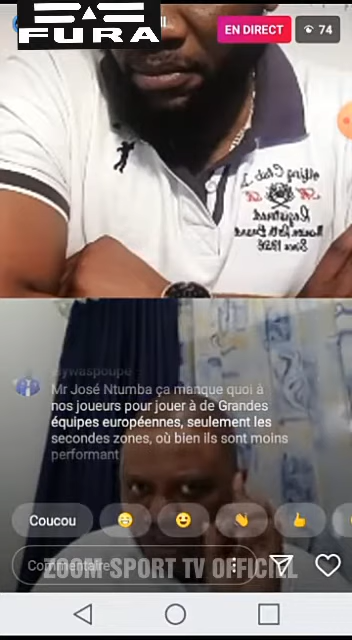 FURA
EN DIRECT
74
Mr José Ntumba ça manque quoi à
nos joueurs pour jouer à de Grandes
équipes européennes, seulement les
secondes zones, où bien ils sont moins
performant
Coucou
Commentaire
ZOOM SPORT TV OFFICIEL